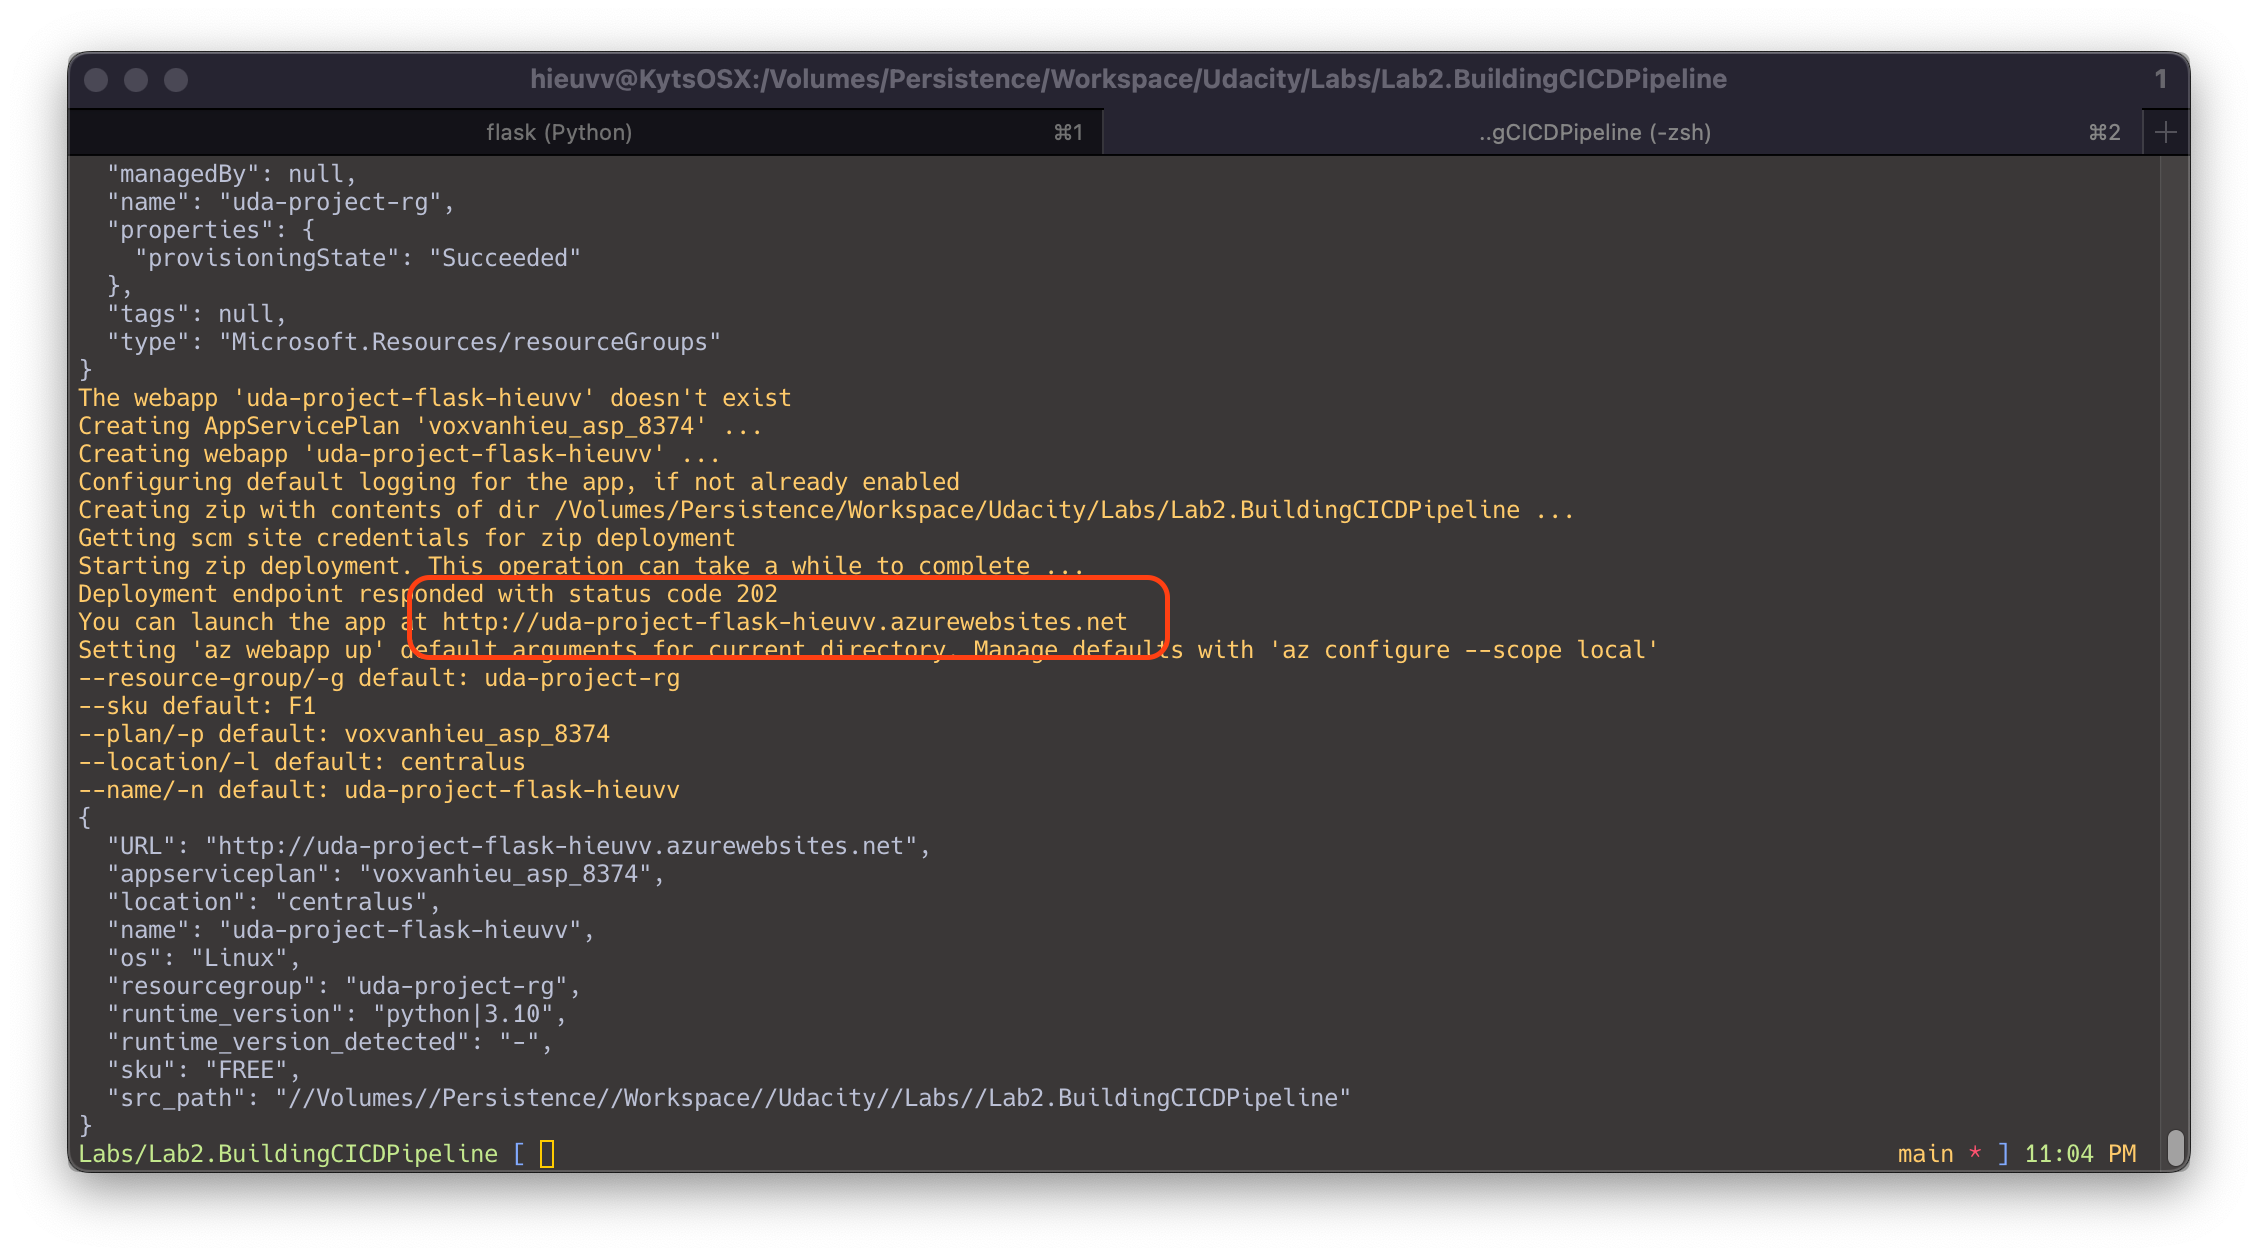 hieuvv@KytsOSX:/Volumes/Persistence/Workspace/Udacity/Labs/Lab2.BuildingCICDPipeline 1
flask (Python) ⌘1 ..gCICDPipeline (-zsh) ⌘2 +
"managedBy": null,
"name": "uda-project-rg",
"properties": {
"provisioningState": "Succeeded"
},
"tags": null,
"type": "Microsoft.Resources/resourceGroups"
}
The webapp 'uda-project-flask-hieuvv' doesn't exist
Creating AppServicePlan 'voxvanhieu_asp_8374' ...
Creating webapp 'uda-project-flask-hieuvv' ...
Configuring default logging for the app, if not already enabled
Creating zip with contents of dir /Volumes/Persistence/Workspace/Udacity/Labs/Lab2.BuildingCICDPipeline ...
Getting scm site credentials for zip deployment
Starting zip deployment. This operation can take a while to complete ...
Deployment endpoint responded with status code 202
You can launch the app at http://uda-project-flask-hieuvv.azurewebsites.net
Setting 'az webapp up' default arguments for current directory. Manage defaults with 'az configure --scope local'
--resource-group/-g default: uda-project-rg
--sku default: F1
--plan/-p default: voxvanhieu_asp_8374
--location/-l default: centralus
--name/-n default: uda-project-flask-hieuvv
{
"URL": "http://uda-project-flask-hieuvv.azurewebsites.net",
"appserviceplan": "voxvanhieu_asp_8374",
"location": "centralus",
"name": "uda-project-flask-hieuvv",
"os": "Linux",
"resourcegroup": "uda-project-rg",
"runtime_version": "python|3.10",
"runtime_version_detected": "-",
"sku": "FREE",
"src_path": "//Volumes//Persistence//Workspace//Udacity//Labs//Lab2.BuildingCICDPipeline"
}
Labs/Lab2.BuildingCICDPipeline [ main * ] 11:04 PM